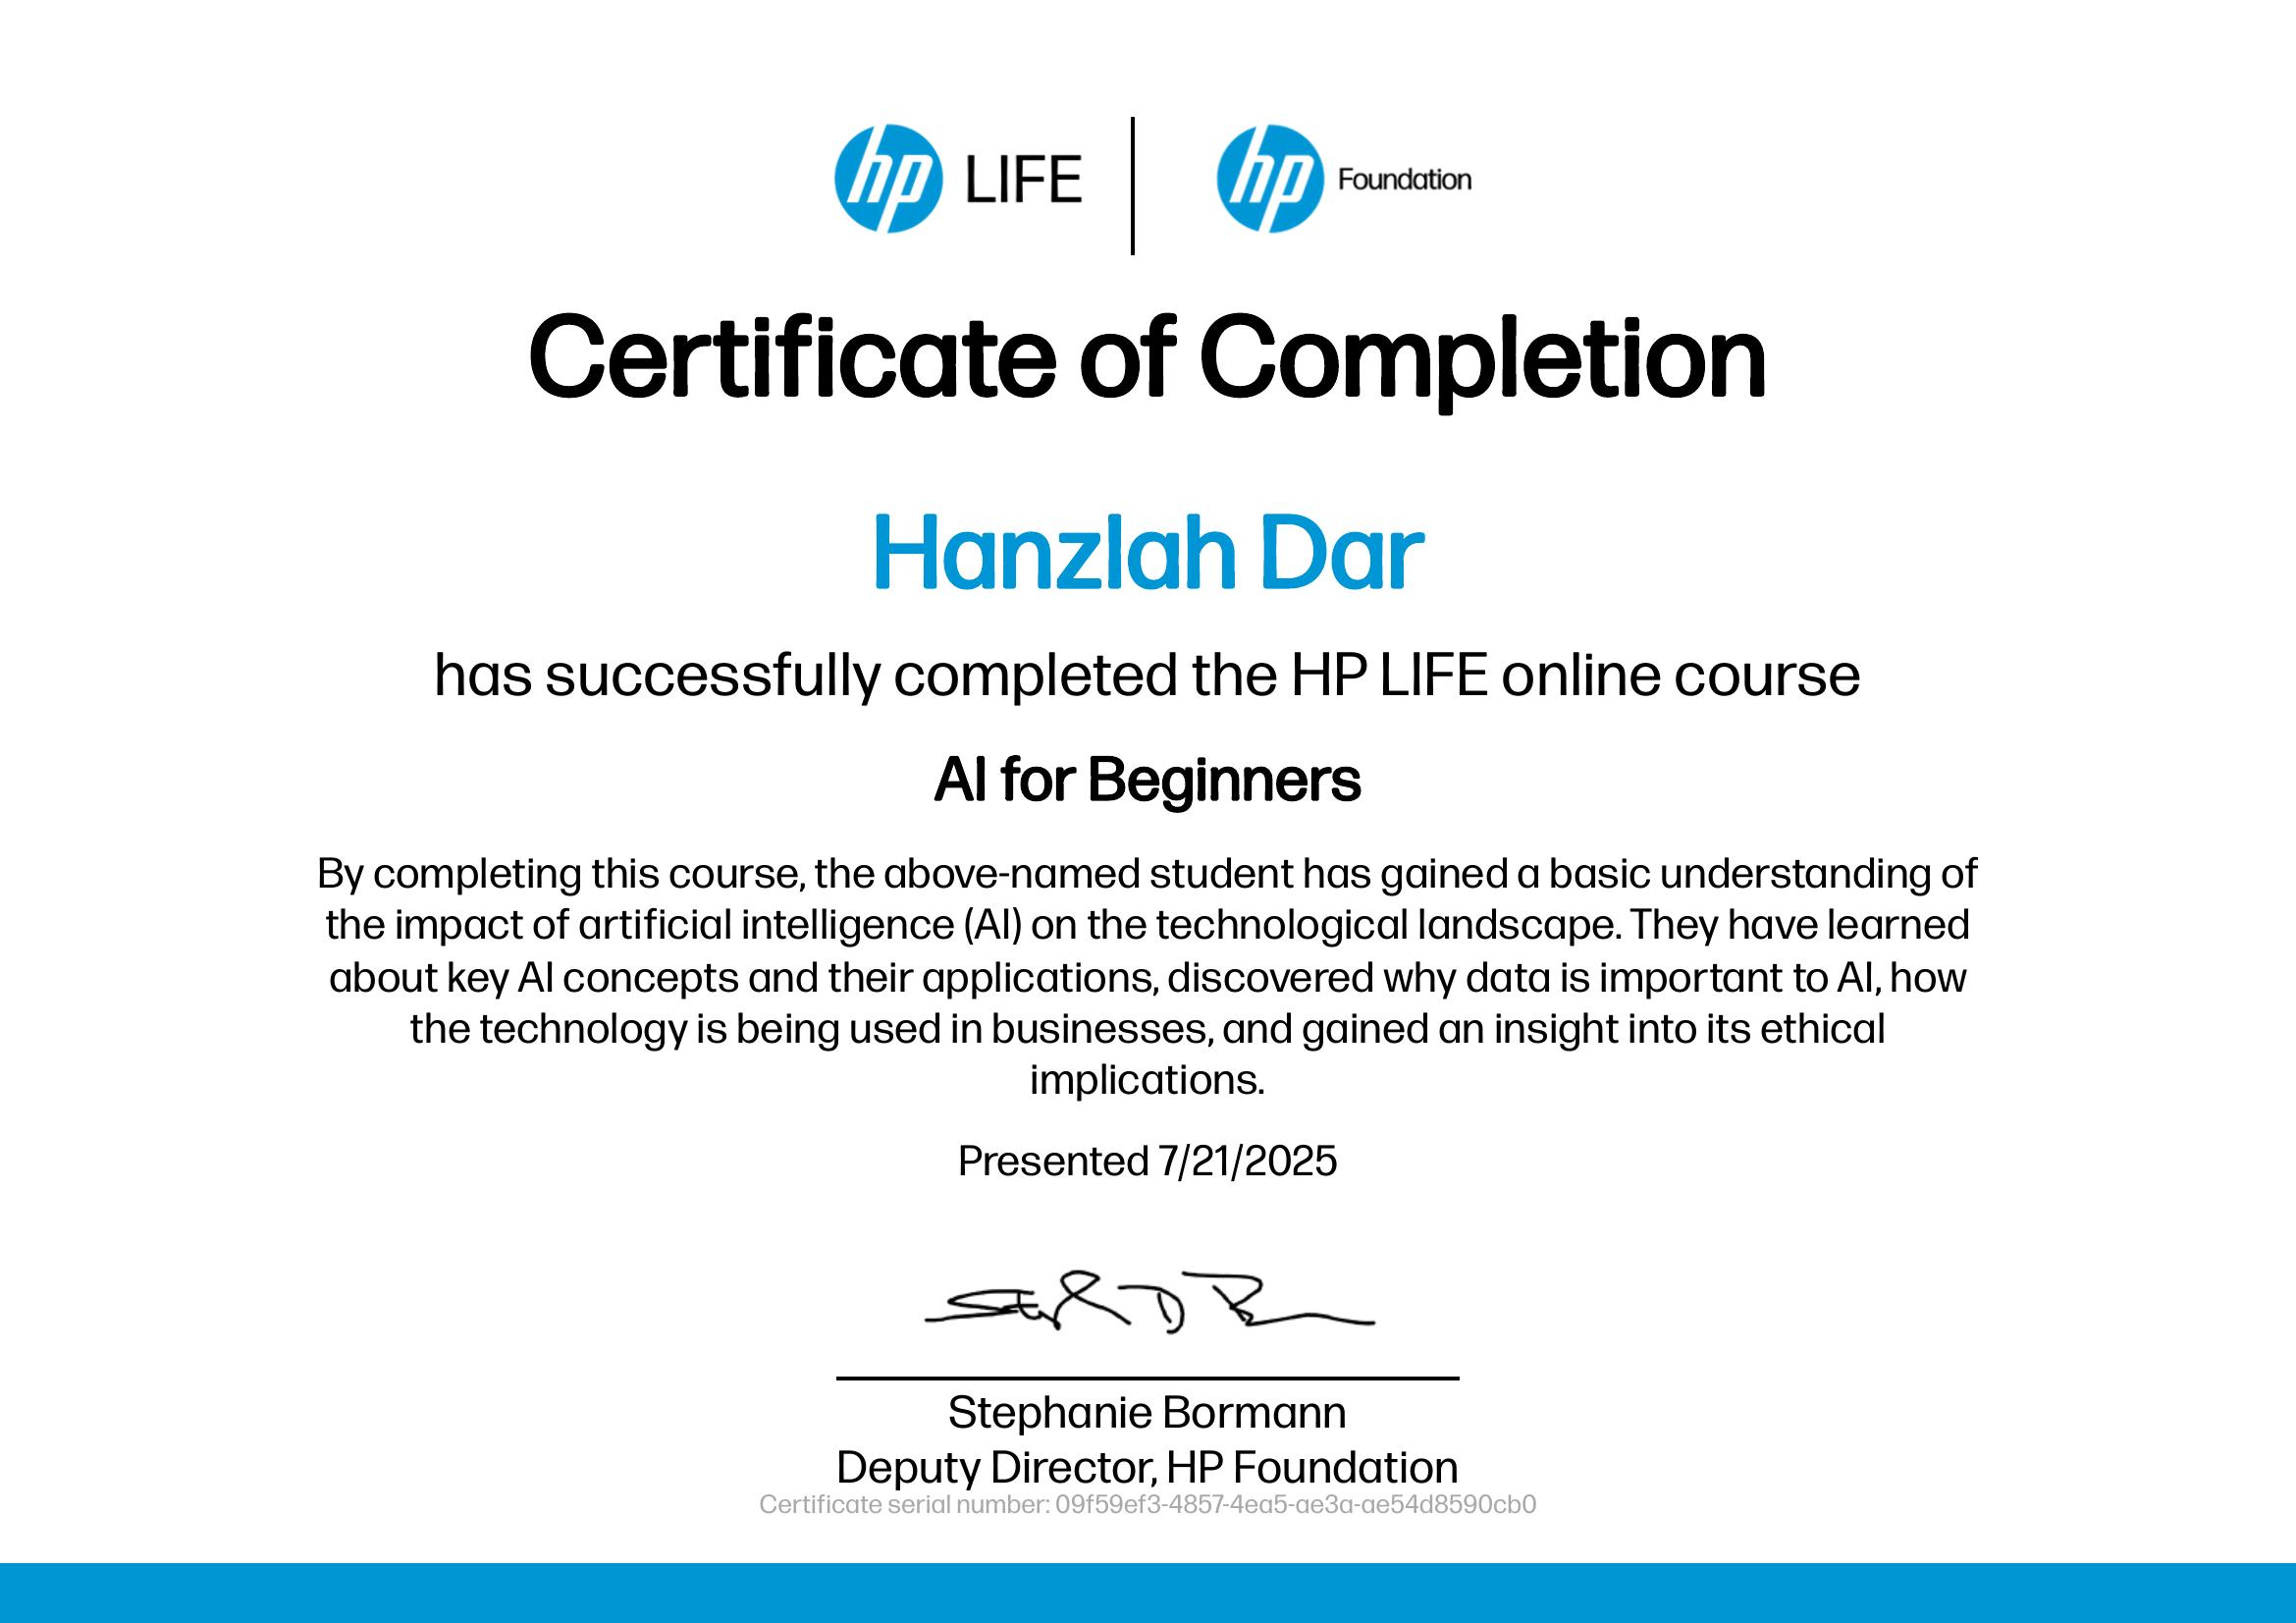 hp LIFE | hp Foundation
Certificate of Completion
Hanzlah Dar
has successfully completed the HP LIFE online course
AI for Beginners
By completing this course, the above-named student has gained a basic understanding of
the impact of artificial intelligence (AI) on the technological landscape. They have learned
about key AI concepts and their applications, discovered why data is important to AI, how
the technology is being used in businesses, and gained an insight into its ethical
implications.
Presented 7/21/2025
Stephanie Bormann
Deputy Director, HP Foundation
Certificate serial number: 09f59ef3-4857-4ea5-ae3a-ae54d8590cb0